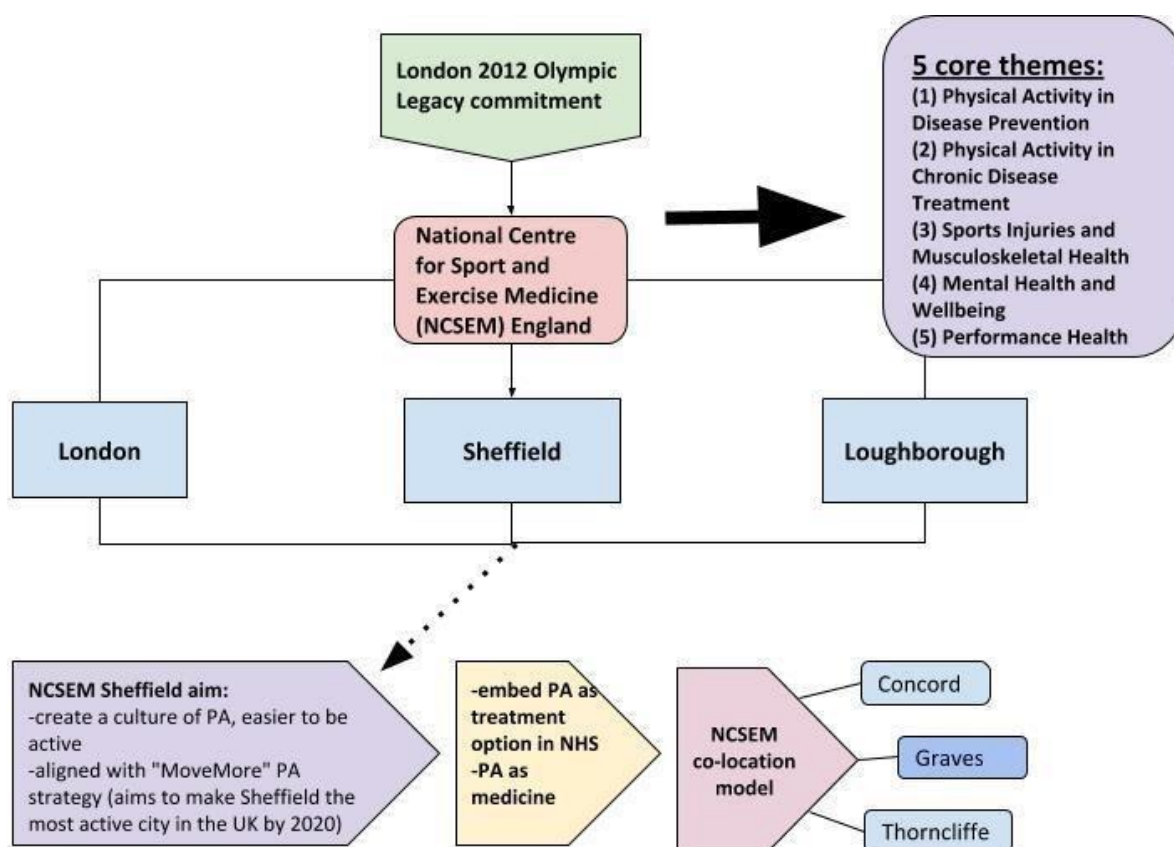 London 2012 Olympic
Legacy commitment
5 core themes:
(1) Physical Activity in
Disease Prevention
(2) Physical Activity in
Chronic Disease
Treatment
(3) Sports Injuries and
Musculoskeletal Health
(4) Mental Health and
Wellbeing
(5) Performance Health
National Centre
for Sport and
Exercise Medicine
(NCSEM) England
London
Sheffield
Loughborough
NCSEM Sheffield aim:
-create a culture of PA, easier to be
active
-aligned with "MoveMore" PA
strategy (aims to make Sheffield the
most active city in the UK by 2020)
-embed PA as
treatment
option in NHS
-PA as
medicine
NCSEM
co-location
model
Concord
Graves
Thorncliffe